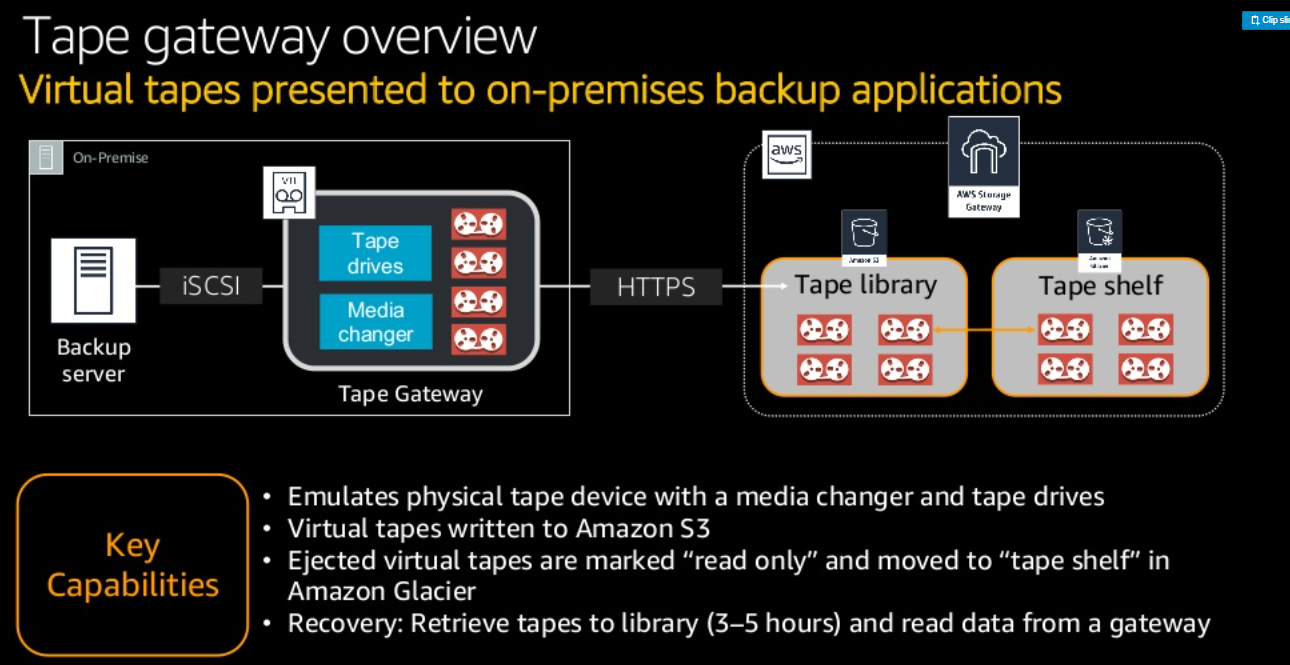 Tape gateway overview
Clip slid
Virtual tapes presented to on-premises backup applications
On-Premise
aws
AWS Storage
Gateway
VTL
Tape
drives
Amazon S3
Amazon
Glacier
iSCSI
HTTPS
Tape library
Tape shelf
Media
changer
Backup
server
Tape Gateway
Key
Capabilities
• Emulates physical tape device with a media changer and tape drives
• Virtual tapes written to Amazon S3
• Ejected virtual tapes are marked “read only” and moved to “tape shelf” in
Amazon Glacier
• Recovery: Retrieve tapes to library (3–5 hours) and read data from a gateway